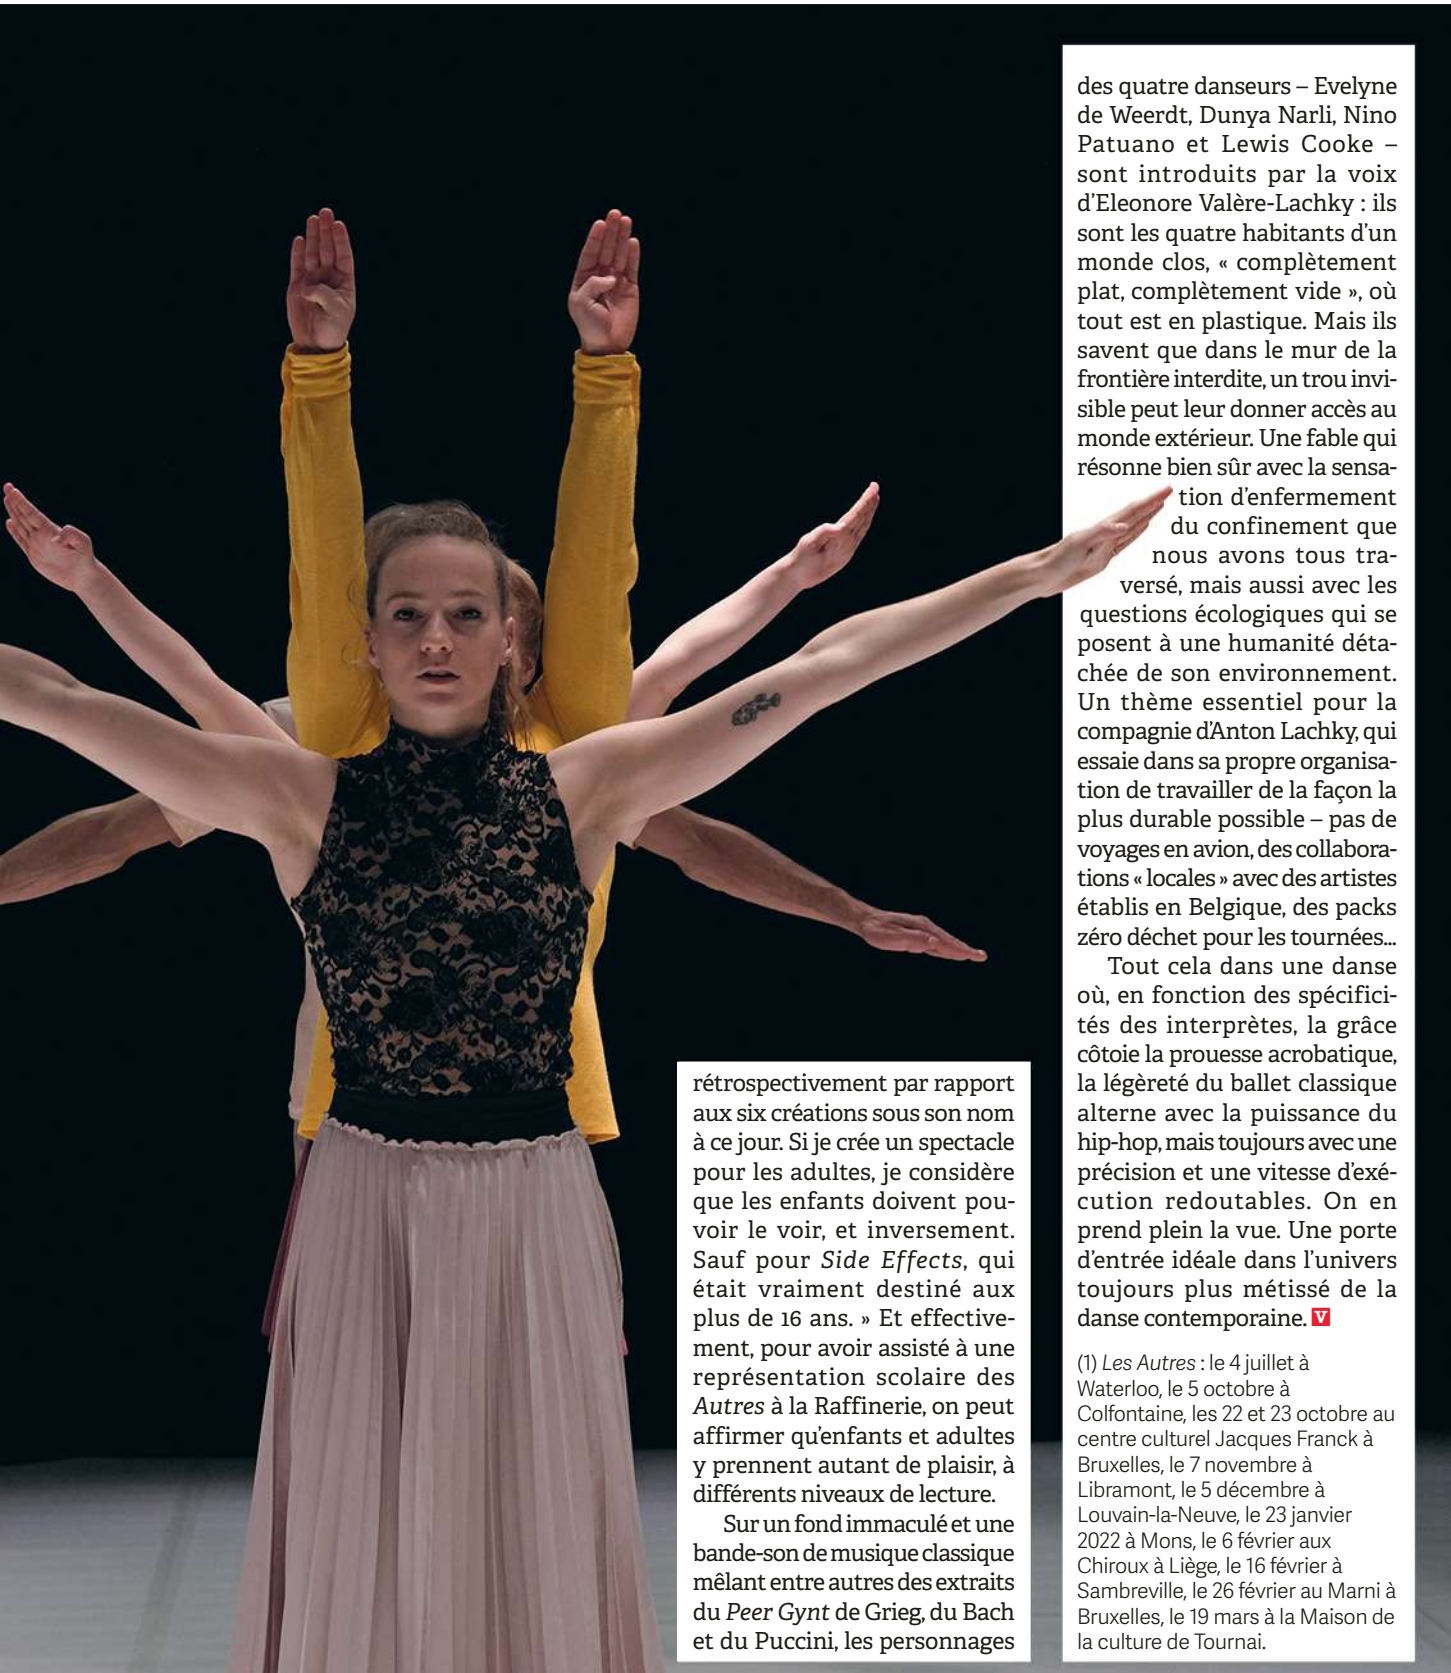 rétrospectivement par rapport
aux six créations sous son nom
à ce jour. Si je crée un spectacle
pour les adultes, je considère
que les enfants doivent pou-
voir le voir, et inversement.
Sauf pour Side Effects, qui
était vraiment destiné aux
plus de 16 ans. » Et effective-
ment, pour avoir assisté à une
représentation scolaire des
Autres à la Raffinerie, on peut
affirmer qu’enfants et adultes
y prennent autant de plaisir, à
différents niveaux de lecture.
Sur un fond immaculé et une
bande-son de musique classique
mêlant entre autres des extraits
du Peer Gynt de Grieg, du Bach
et du Puccini, les personnages
des quatre danseurs – Evelyne
de Weerdt, Dunya Narli, Nino
Patuano et Lewis Cooke –
sont introduits par la voix
d’Eleonore Valère-Lachky : ils
sont les quatre habitants d’un
monde clos, « complètement
plat, complètement vide », où
tout est en plastique. Mais ils
savent que dans le mur de la
frontière interdite, un trou invi-
sible peut leur donner accès au
monde extérieur. Une fable qui
résonne bien sûr avec la sensa-
tion d’enfermement
du confinement que
nous avons tous tra-
versé, mais aussi avec les
questions écologiques qui se
posent à une humanité déta-
chée de son environnement.
Un thème essentiel pour la
compagnie d’Anton Lachky, qui
essaie dans sa propre organisa-
tion de travailler de la façon la
plus durable possible – pas de
voyages en avion, des collabora-
tions « locales » avec des artistes
établis en Belgique, des packs
zéro déchet pour les tournées…
Tout cela dans une danse
où, en fonction des spécifici-
tés des interprètes, la grâce
côtoie la prouesse acrobatique,
la légèreté du ballet classique
alterne avec la puissance du
hip-hop, mais toujours avec une
précision et une vitesse d’exé-
cution redoutables. On en
prend plein la vue. Une porte
d’entrée idéale dans l’univers
toujours plus métissé de la
danse contemporaine. V
(1) Les Autres : le 4 juillet à
Waterloo, le 5 octobre à
Colfontaine, les 22 et 23 octobre au
centre culturel Jacques Franck à
Bruxelles, le 7 novembre à
Libramont, le 5 décembre à
Louvain-la-Neuve, le 23 janvier
2022 à Mons, le 6 février aux
Chiroux à Liège, le 16 février à
Sambreville, le 26 février au Marni à
Bruxelles, le 19 mars à la Maison de
la culture de Tournai.